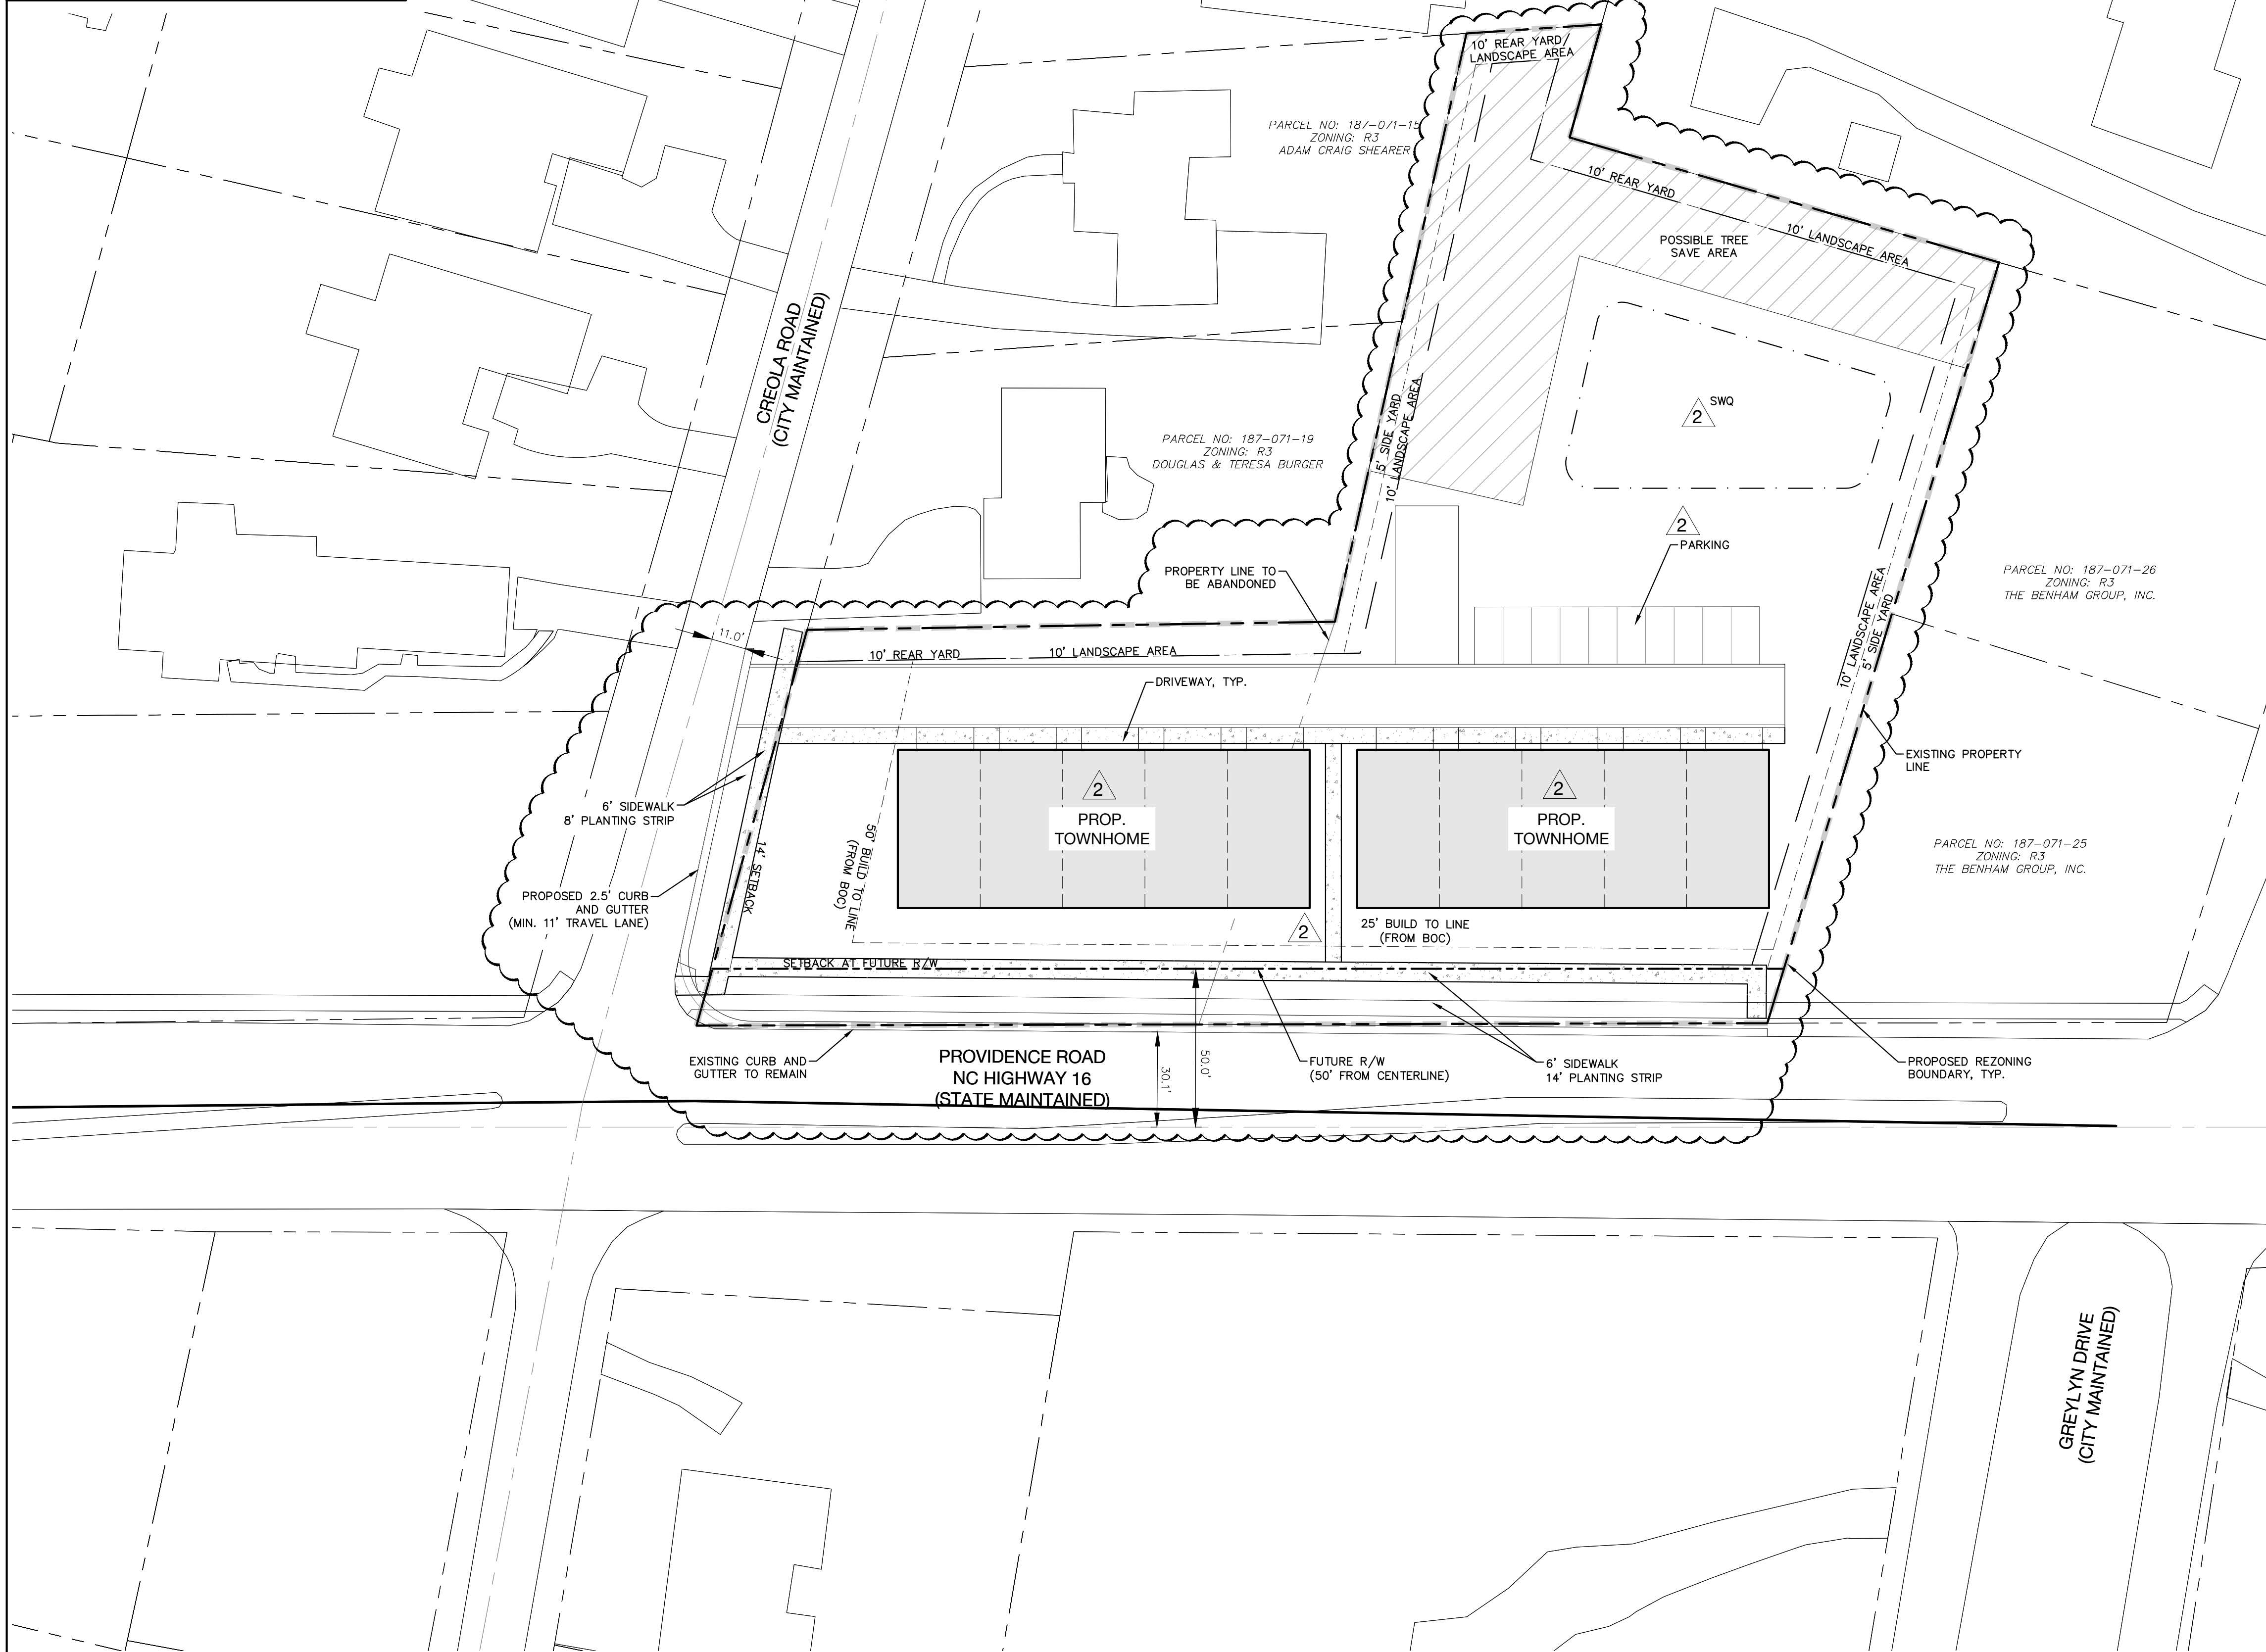 10' REAR YARD/
LANDSCAPE AREA
PARCEL NO: 187-071-15
ZONING: R3
ADAM CRAIG SHEARER
10' REAR YARD
10' LANDSCAPE AREA
POSSIBLE TREE
SAVE AREA
CREOLA ROAD
(CITY MAINTAINED)
5' SIDE YARD
10' LANDSCAPE AREA
2
SWQ
PARCEL NO: 187-071-19
ZONING: R3
DOUGLAS & TERESA BURGER
2
PARKING
PROPERTY LINE TO
BE ABANDONED
PARCEL NO: 187-071-26
ZONING: R3
THE BENHAM GROUP, INC.
10' LANDSCAPE AREA
5' SIDE YARD
11.0'
10' REAR YARD
10' LANDSCAPE AREA
DRIVEWAY, TYP.
EXISTING PROPERTY
LINE
6' SIDEWALK
8' PLANTING STRIP
2
PROP.
TOWNHOME
2
PROP.
TOWNHOME
14' SETBACK
50' BUILD TO LINE
(FROM BOC)
PARCEL NO: 187-071-25
ZONING: R3
THE BENHAM GROUP, INC.
PROPOSED 2.5' CURB
AND GUTTER
(MIN. 11' TRAVEL LANE)
2
25' BUILD TO LINE
(FROM BOC)
SETBACK AT FUTURE R/W
EXISTING CURB AND
GUTTER TO REMAIN
PROVIDENCE ROAD
NC HIGHWAY 16
(STATE MAINTAINED)
30.1'
50.0'
FUTURE R/W
(50' FROM CENTERLINE)
6' SIDEWALK
14' PLANTING STRIP
PROPOSED REZONING
BOUNDARY, TYP.
GREYLYN DRIVE
(CITY MAINTAINED)